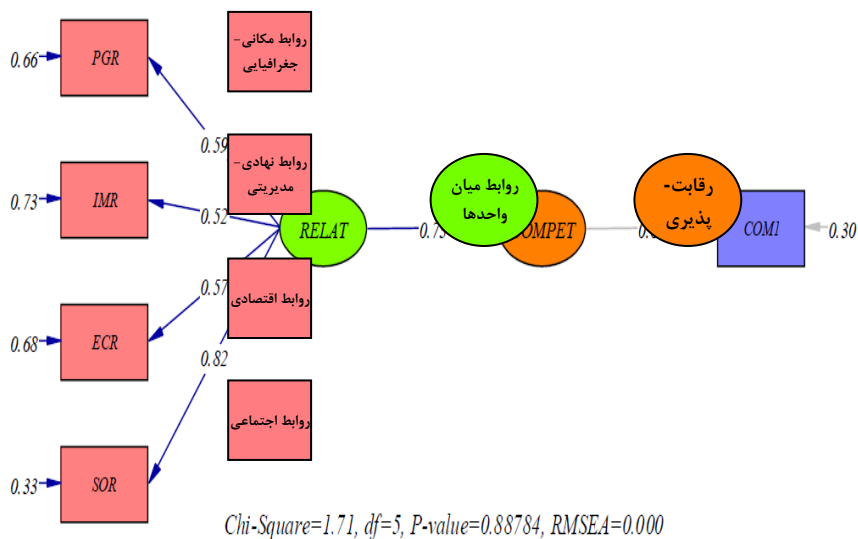 PGR
0.66
روابط مکانی-
جغرافیایی
0.59
IMR
0.73
روابط نهادی-
مدیریتی
0.52
RELAT
روابط میان
واحدها
رقابت-
پذیری
COM1
0.30
0.57
روابط اقتصادی
ECR
0.68
0.82
روابط اجتماعی
SOR
0.33
Chi-Square=1.71, df=5, P-value=0.88784, RMSEA=0.000